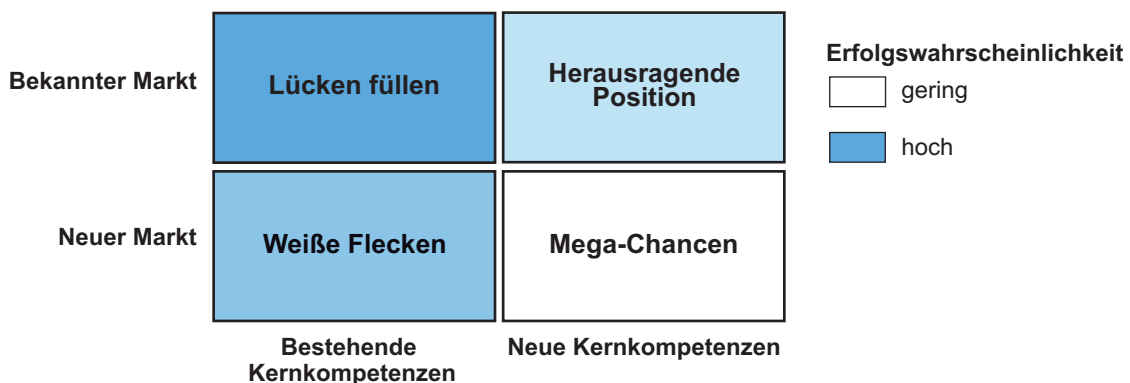 Bekannter Markt
Lücken füllen
Herausragende
Position
Erfolgswahrscheinlichkeit
gering
hoch
Neuer Markt
Weiße Flecken
Mega-Chancen
Bestehende
Kernkompetenzen
Neue Kernkompetenzen